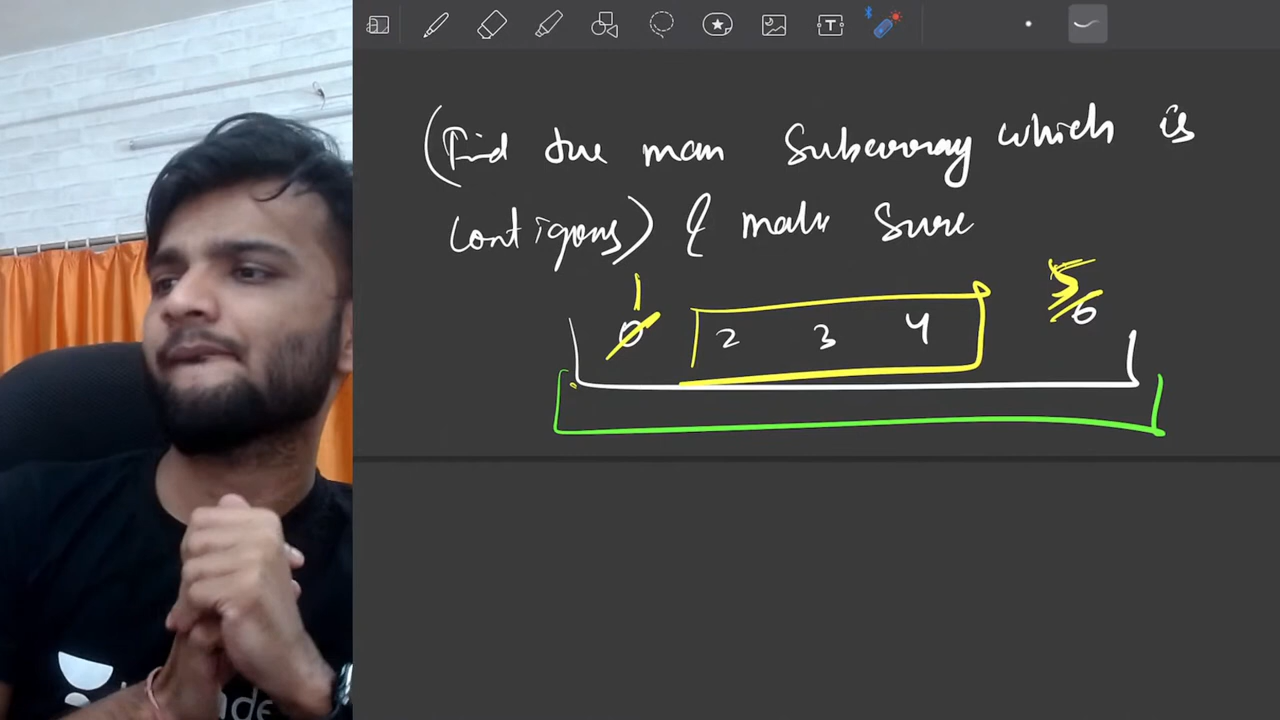 (Find the max Subarray which is
contigous) & make sure
1 5
0 2 3 4 6